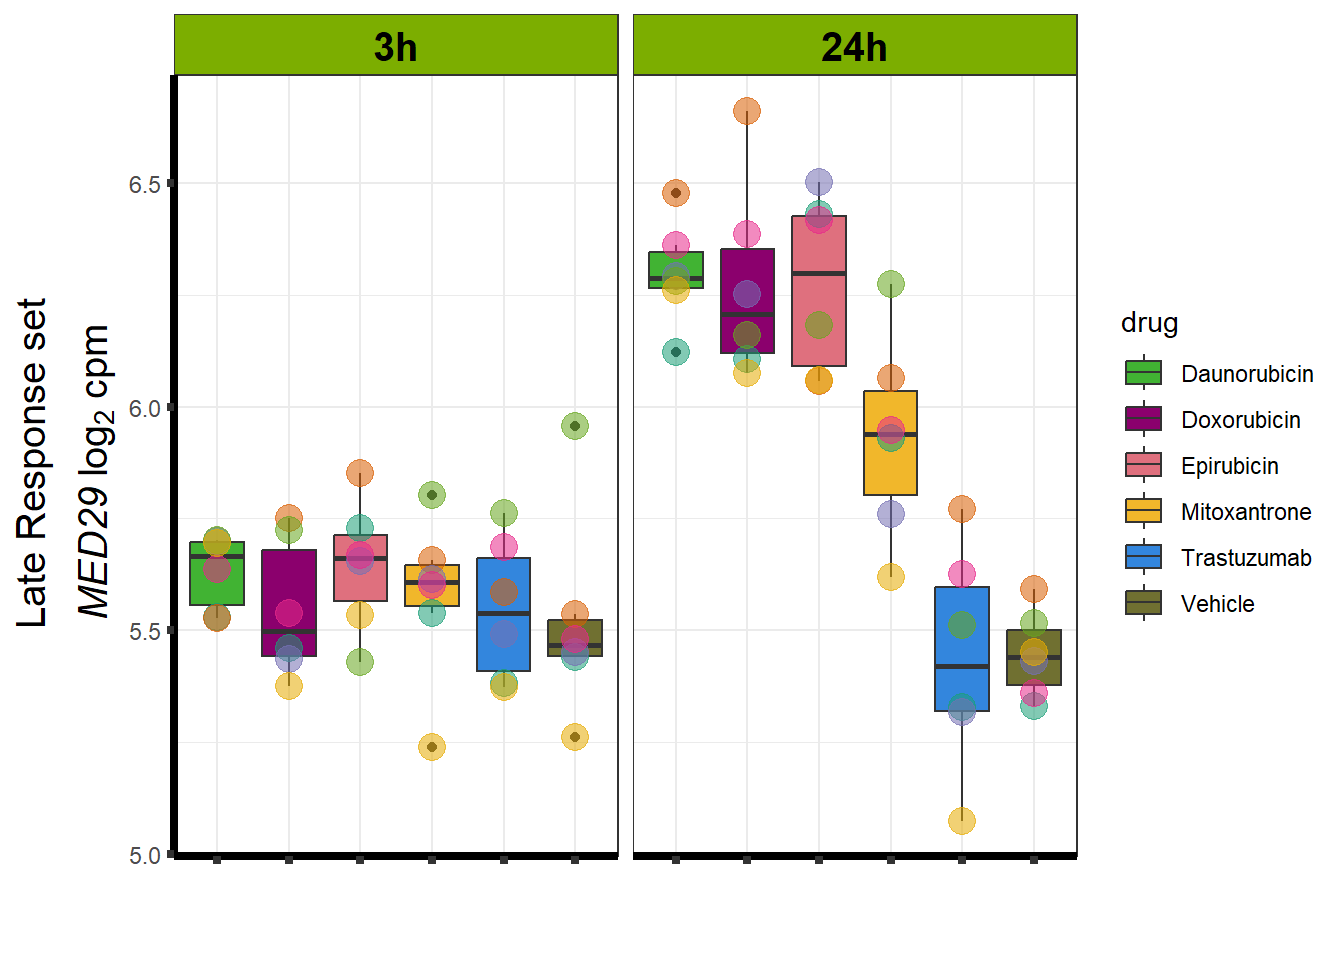 3h
24h
Late Response set
MED29 log2 cpm
6.5
6.0
5.5
5.0
drug
Daunorubicin
Doxorubicin
Epirubicin
Mitoxantrone
Trastuzumab
Vehicle